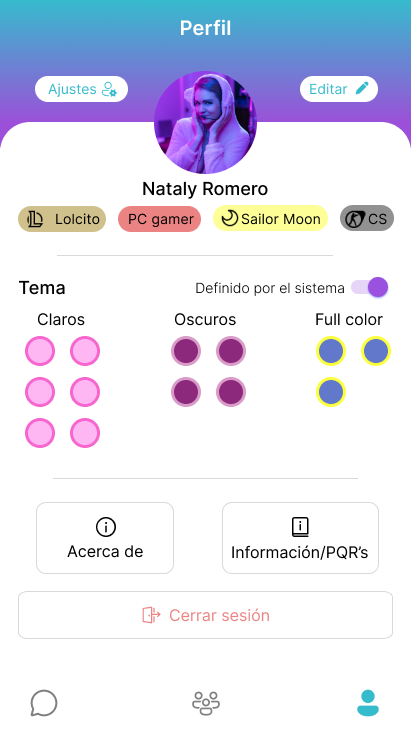 Perfil
Ajustes
Editar
Nataly Romero
Lolcito
PC gamer
Sailor Moon
CS
Tema
Definido por el sistema
Claros
Oscuros
Full color
Acerca de
Información/PQR's
Cerrar sesión